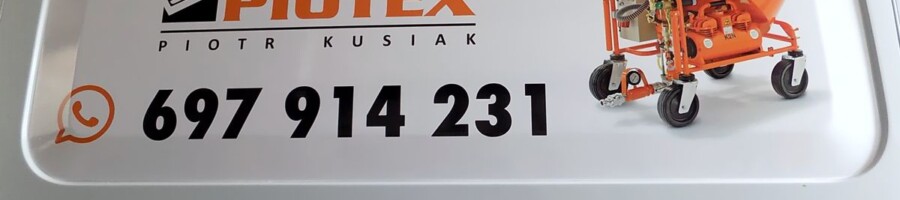 PIOTEX
PIOTR KUSIAK
697 914 231